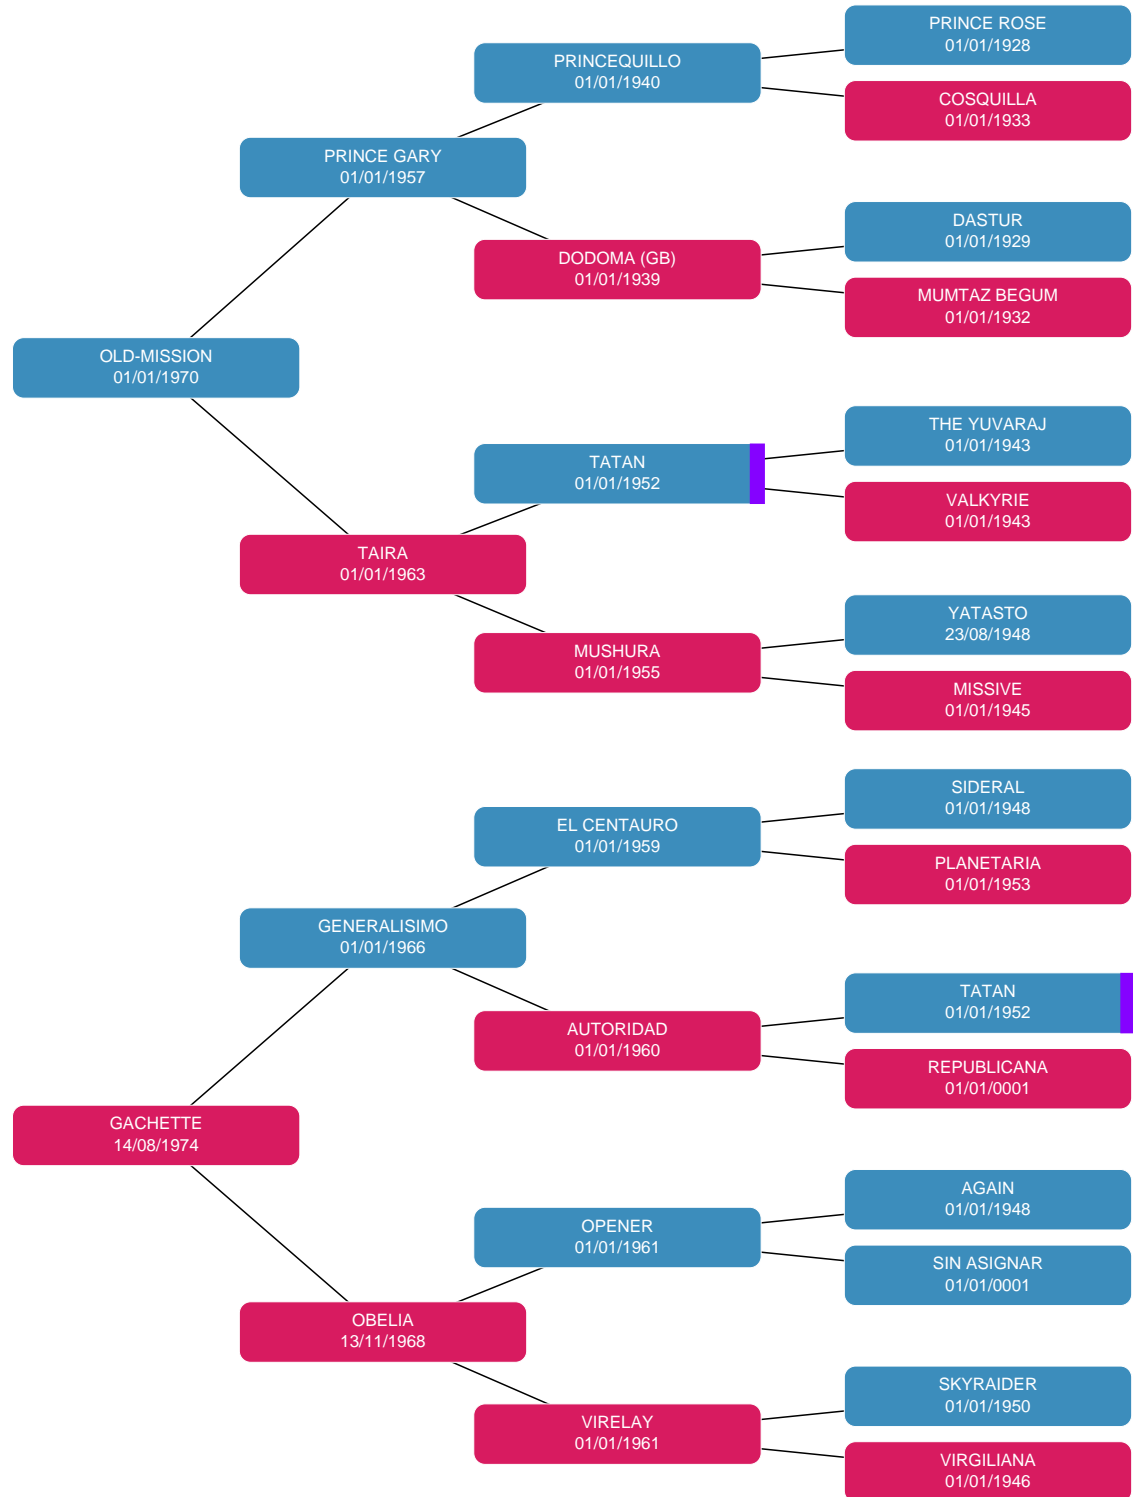 PRINCE ROSE
01/01/1928
PRINCEQUILLO
01/01/1940
COSQUILLA
01/01/1933
PRINCE GARY
01/01/1957
DASTUR
01/01/1929
DODOMA (GB)
01/01/1939
MUMTAZ BEGUM
01/01/1932
OLD-MISSION
01/01/1970
THE YUVARAJ
01/01/1943
TATAN
01/01/1952
VALKYRIE
01/01/1943
TAIRA
01/01/1963
YATASTO
23/08/1948
MUSHURA
01/01/1955
MISSIVE
01/01/1945
SIDERAL
01/01/1948
EL CENTAURO
01/01/1959
PLANETARIA
01/01/1953
GENERALISIMO
01/01/1966
TATAN
01/01/1952
AUTORIDAD
01/01/1960
REPUBLICANA
01/01/0001
GACHETTE
14/08/1974
AGAIN
01/01/1948
OPENER
01/01/1961
SIN ASIGNAR
01/01/0001
OBELIA
13/11/1968
SKYRAIDER
01/01/1950
VIRELAY
01/01/1961
VIRGILIANA
01/01/1946